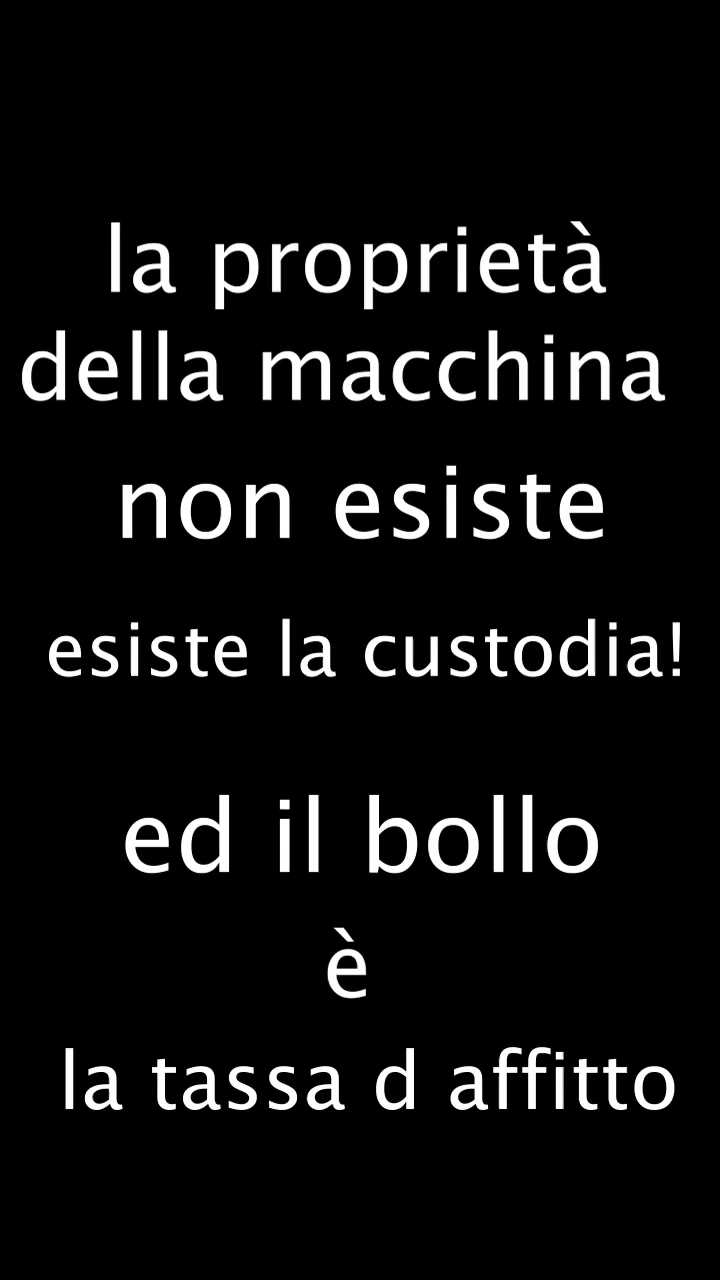 la proprietà
della macchina
non esiste
esiste la custodia!
ed il bollo
è
la tassa d affitto